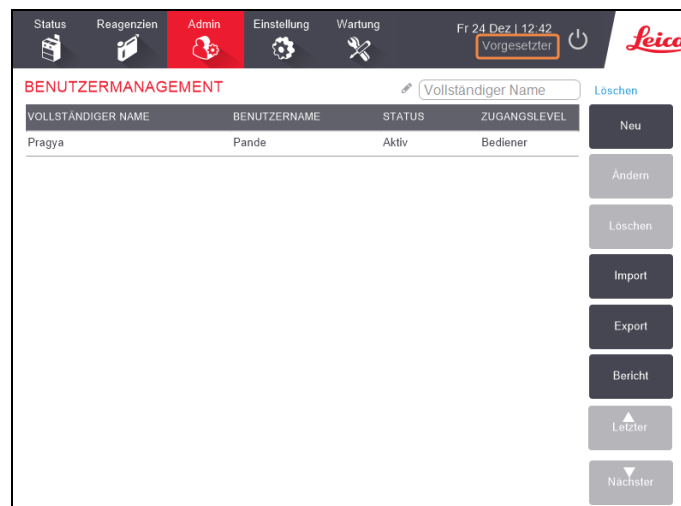 Status Reagenzien Admin Einstellung Wartung Fr 24 Dez | 12:42
Vorgesetzter
Leica
BENUTZERMANAGEMENT Vollständiger Name Löschen
VOLLSTÄNDIGER NAME BENUTZERNAME STATUS ZUGANGSLEVEL
Pragya Pande Aktiv Bediener
Neu
Ändern
Löschen
Import
Export
Bericht
Letzter
Nächster